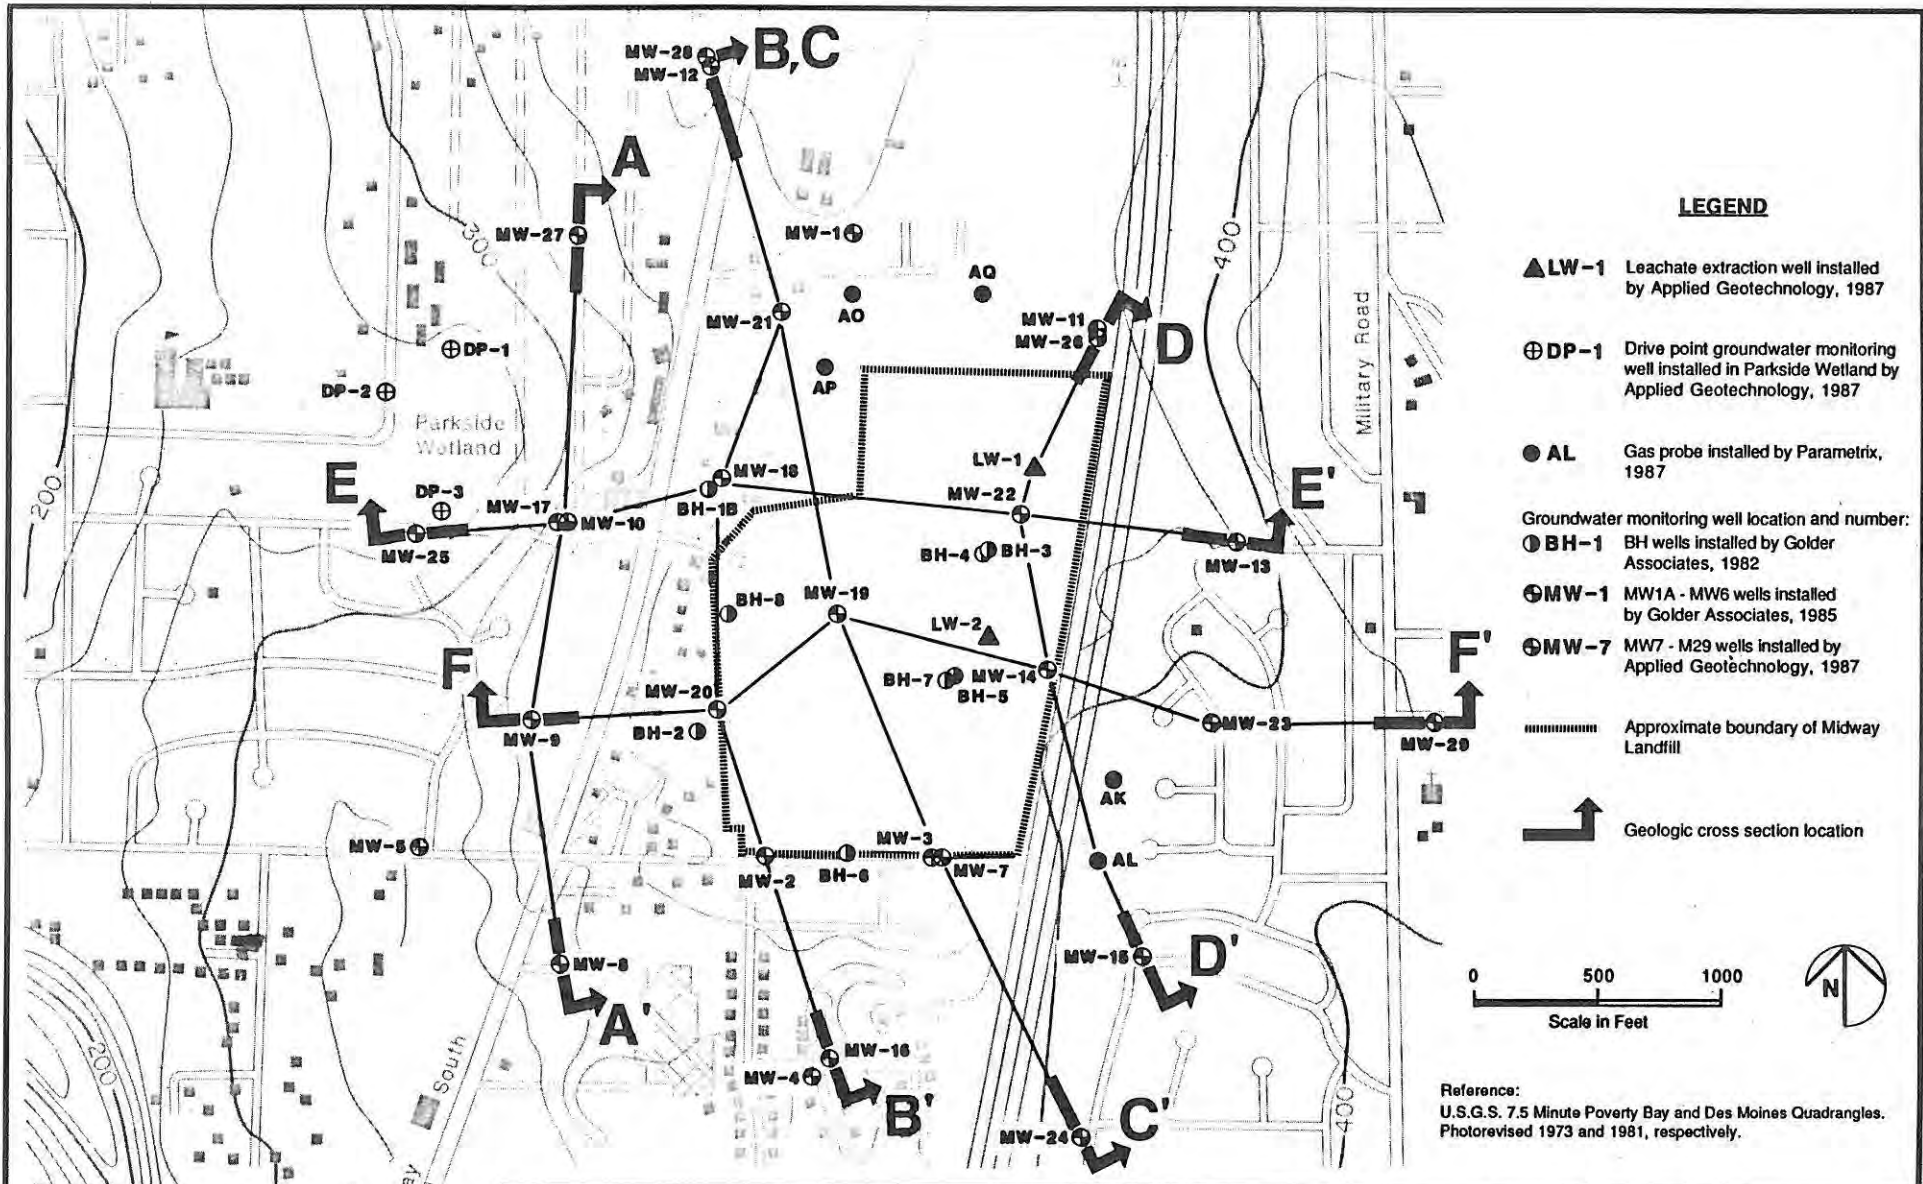 MW-28
MW-12
B,C
A
MW-27
300
MW-1
AQ
AO
MW-21
MW-11
MW-26
D
400
Military Road
DP-1
DP-2
AP
Parkside
Wetland
200
E
DP-3
MW-17
MW-10
MW-25
MW-18
BH-1B
LW-1
MW-22
BH-4
BH-3
E'
MW-13
BH-8
MW-19
LW-2
F
MW-20
BH-7
BH-5
MW-14
F'
MW-9
BH-2
MW-23
MW-29
AK
MW-5
MW-3
MW-7
MW-2
BH-6
AL
MW-8
A'
MW-15
D'
200
South
MW-16
MW-4
B'
MW-24
C'
400
LEGEND
LW-1 Leachate extraction well installed
by Applied Geotechnology, 1987
DP-1 Drive point groundwater monitoring
well installed in Parkside Wetland by
Applied Geotechnology, 1987
AL Gas probe installed by Parametrix,
1987
Groundwater monitoring well location and number:
BH-1 BH wells installed by Golder
Associates, 1982
MW-1 MW1A - MW6 wells installed
by Golder Associates, 1985
MW-7 MW7 - M29 wells installed by
Applied Geotechnology, 1987
Approximate boundary of Midway
Landfill
Geologic cross section location
0 500 1000
Scale in Feet
N
Reference:
U.S.G.S. 7.5 Minute Poverty Bay and Des Moines Quadrangles.
Photorevised 1973 and 1981, respectively.